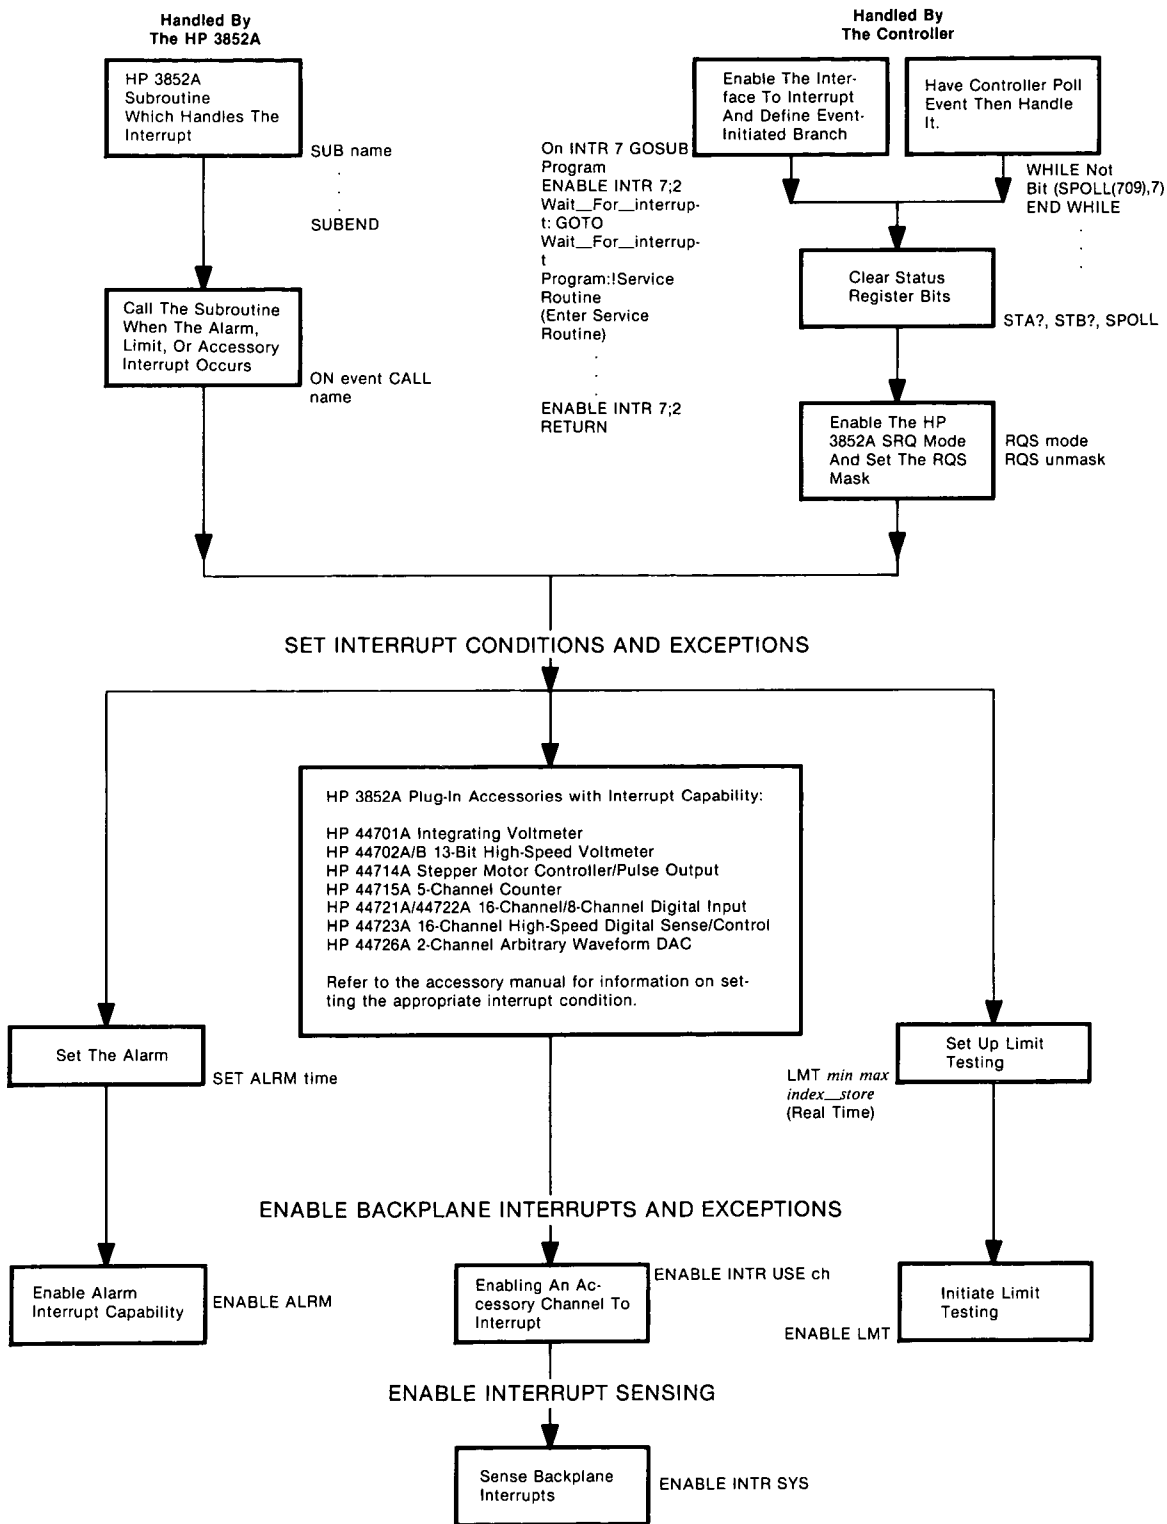 Handled By
The HP 3852A
HP 3852A
Subroutine
Which Handles The
Interrupt
SUB name
.
.
.
SUBEND
Call The Subroutine
When The Alarm,
Limit, Or Accessory
Interrupt Occurs
ON event CALL
name
Handled By
The Controller
Enable The Inter-
face To Interrupt
And Define Event-
Initiated Branch
Have Controller Poll
Event Then Handle
It.
On INTR 7 GOSUB
Program
ENABLE INTR 7;2
Wait__For__interrup-
t: GOTO
Wait__For__interrup-
t
Program:!Service
Routine
(Enter Service
Routine)
.
.
.
ENABLE INTR 7;2
RETURN
WHILE Not
Bit (SPOLL(709),7)
END WHILE
.
.
.
Clear Status
Register Bits
STA?, STB?, SPOLL
Enable The HP
3852A SRQ Mode
And Set The RQS
Mask
RQS mode
RQS unmask
SET INTERRUPT CONDITIONS AND EXCEPTIONS
HP 3852A Plug-In Accessories with Interrupt Capability:
HP 44701A Integrating Voltmeter
HP 44702A/B 13-Bit High-Speed Voltmeter
HP 44714A Stepper Motor Controller/Pulse Output
HP 44715A 5-Channel Counter
HP 44721A/44722A 16-Channel/8-Channel Digital Input
HP 44723A 16-Channel High-Speed Digital Sense/Control
HP 44726A 2-Channel Arbitrary Waveform DAC
Refer to the accessory manual for information on set-
ting the appropriate interrupt condition.
Set The Alarm
SET ALRM time
Set Up Limit
Testing
LMT min max
index__store
(Real Time)
ENABLE BACKPLANE INTERRUPTS AND EXCEPTIONS
Enable Alarm
Interrupt Capability
ENABLE ALRM
Enabling An Ac-
cessory Channel To
Interrupt
ENABLE INTR USE ch
Initiate Limit
Testing
ENABLE LMT
ENABLE INTERRUPT SENSING
Sense Backplane
Interrupts
ENABLE INTR SYS